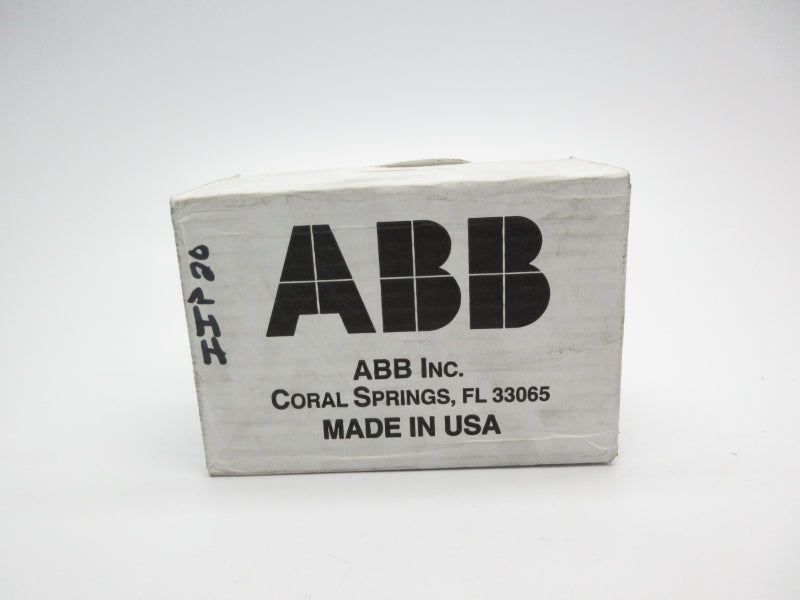 ABB
ABB INC.
CORAL SPRINGS, FL 33065
MADE IN USA